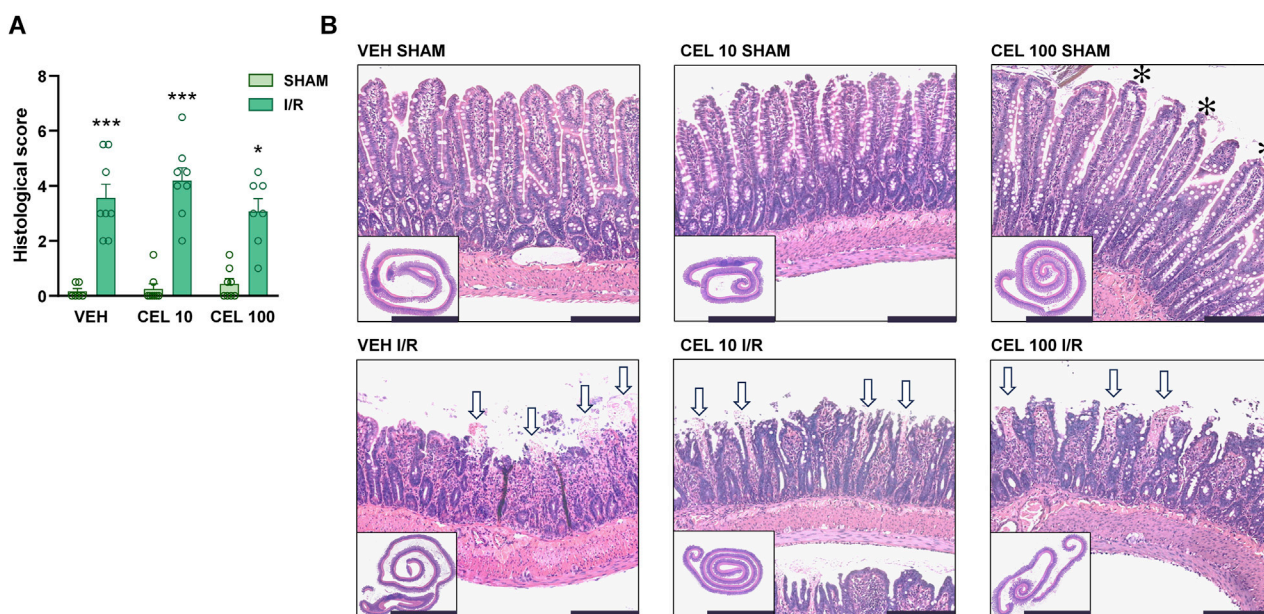 A
B
VEH SHAM
CEL 10 SHAM
CEL 100 SHAM
8
SHAM
I/R
***
***
*
6
4
2
0
Histological score
VEH
CEL 10
CEL 100
*
*
*
VEH I/R
CEL 10 I/R
CEL 100 I/R